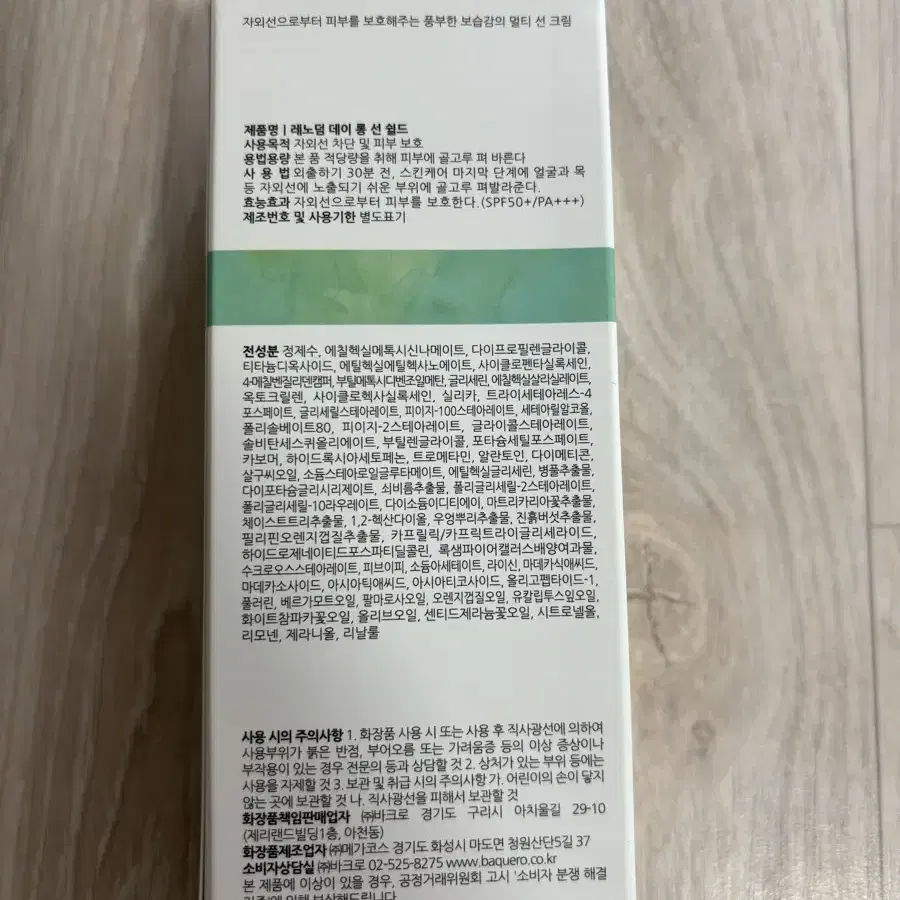 자외선으로부터 피부를 보호해주는 풍부한 보습감의 멀티 선 크림
제품명 | 레노덤 데이 롱 선 쉴드
사용목적 자외선 차단 및 피부 보호
용법용량 본 품 적당량을 취해 피부에 골고루 펴 바른다
사 용 법 외출하기 30분 전, 스킨케어 마지막 단계에 얼굴과 목
등 자외선에 노출되기 쉬운 부위에 골고루 펴발라준다.
효능효과 자외선으로부터 피부를 보호한다.(SPF50+/PA+++)
제조번호 및 사용기한 별도표기
전성분 정제수, 에칠헥실메톡시신나메이트, 다이프로필렌글라이콜,
티타늄디옥사이드, 에틸헥실에틸헥사노에이트, 사이클로펜타실록세인,
4-메칠벤질리덴캠퍼, 부틸메톡시디벤조일메탄, 글리세린, 에칠헥실살리실레이트,
옥토크릴렌, 사이클로헥사실록세인, 실리카, 트라이세테아레스-4
포스페이트, 글리세릴스테아레이트, 피이지-100스테아레이트, 세테아릴알코올,
폴리솔베이트80, 피이지-2스테아레이트, 글라이콜스테아레이트,
솔비탄세스퀴올리에이트, 부틸렌글라이콜, 포타슘세틸포스페이트,
카보머, 하이드록시아세토페논, 트로메타민, 알란토인, 다이메티콘,
살구씨오일, 소듐스테아로일글루타메이트, 에틸헥실글리세린, 병풀추출물,
다이포타슘글리시리제이트, 쇠비름추출물, 폴리글리세릴-2스테아레이트,
폴리글리세릴-10라우레이트, 다이소듐이디티에이, 마트리카리아꽃추출물,
체이스트트리추출물, 1,2-헥산다이올, 우엉뿌리추출물, 진흙버섯추출물,
필리핀오렌지껍질추출물, 카프릴릭/카프릭트라이글리세라이드,
하이드로제네이티드포스파티딜콜린, 록샘파이어캘러스배양여과물,
수크로오스스테아레이트, 피브이피, 소듐아세테이트, 라이신, 마데카식애씨드,
마데카소사이드, 아시아틱애씨드, 아시아티코사이드, 올리고펩타이드-1,
풀러린, 베르가모트오일, 팔마로사오일, 오렌지껍질오일, 유칼립투스잎오일,
화이트참파카꽃오일, 올리브오일, 센티드제라늄꽃오일, 시트로넬올,
리모넨, 제라니올, 리날룰
사용 시의 주의사항 1. 화장품 사용 시 또는 사용 후 직사광선에 의하여
사용부위가 붉은 반점, 부어오름 또는 가려움증 등의 이상 증상이나
부작용이 있는 경우 전문의 등과 상담할 것 2. 상처가 있는 부위 등에는
사용을 자제할 것 3. 보관 및 취급 시의 주의사항 가. 어린이의 손이 닿지
않는 곳에 보관할 것 나. 직사광선을 피해서 보관할 것
화장품책임판매업자 ㈜바크로 경기도 구리시 아치울길 29-10
(제리랜드빌딩1층, 아천동)
화장품제조업자 ㈜메가코스 경기도 화성시 마도면 청원산단5길 37
소비자상담실 ㈜바크로 02-525-8275 www.baquero.co.kr
본 제품에 이상이 있을 경우, 공정거래위원회 고시 '소비자 분쟁 해결